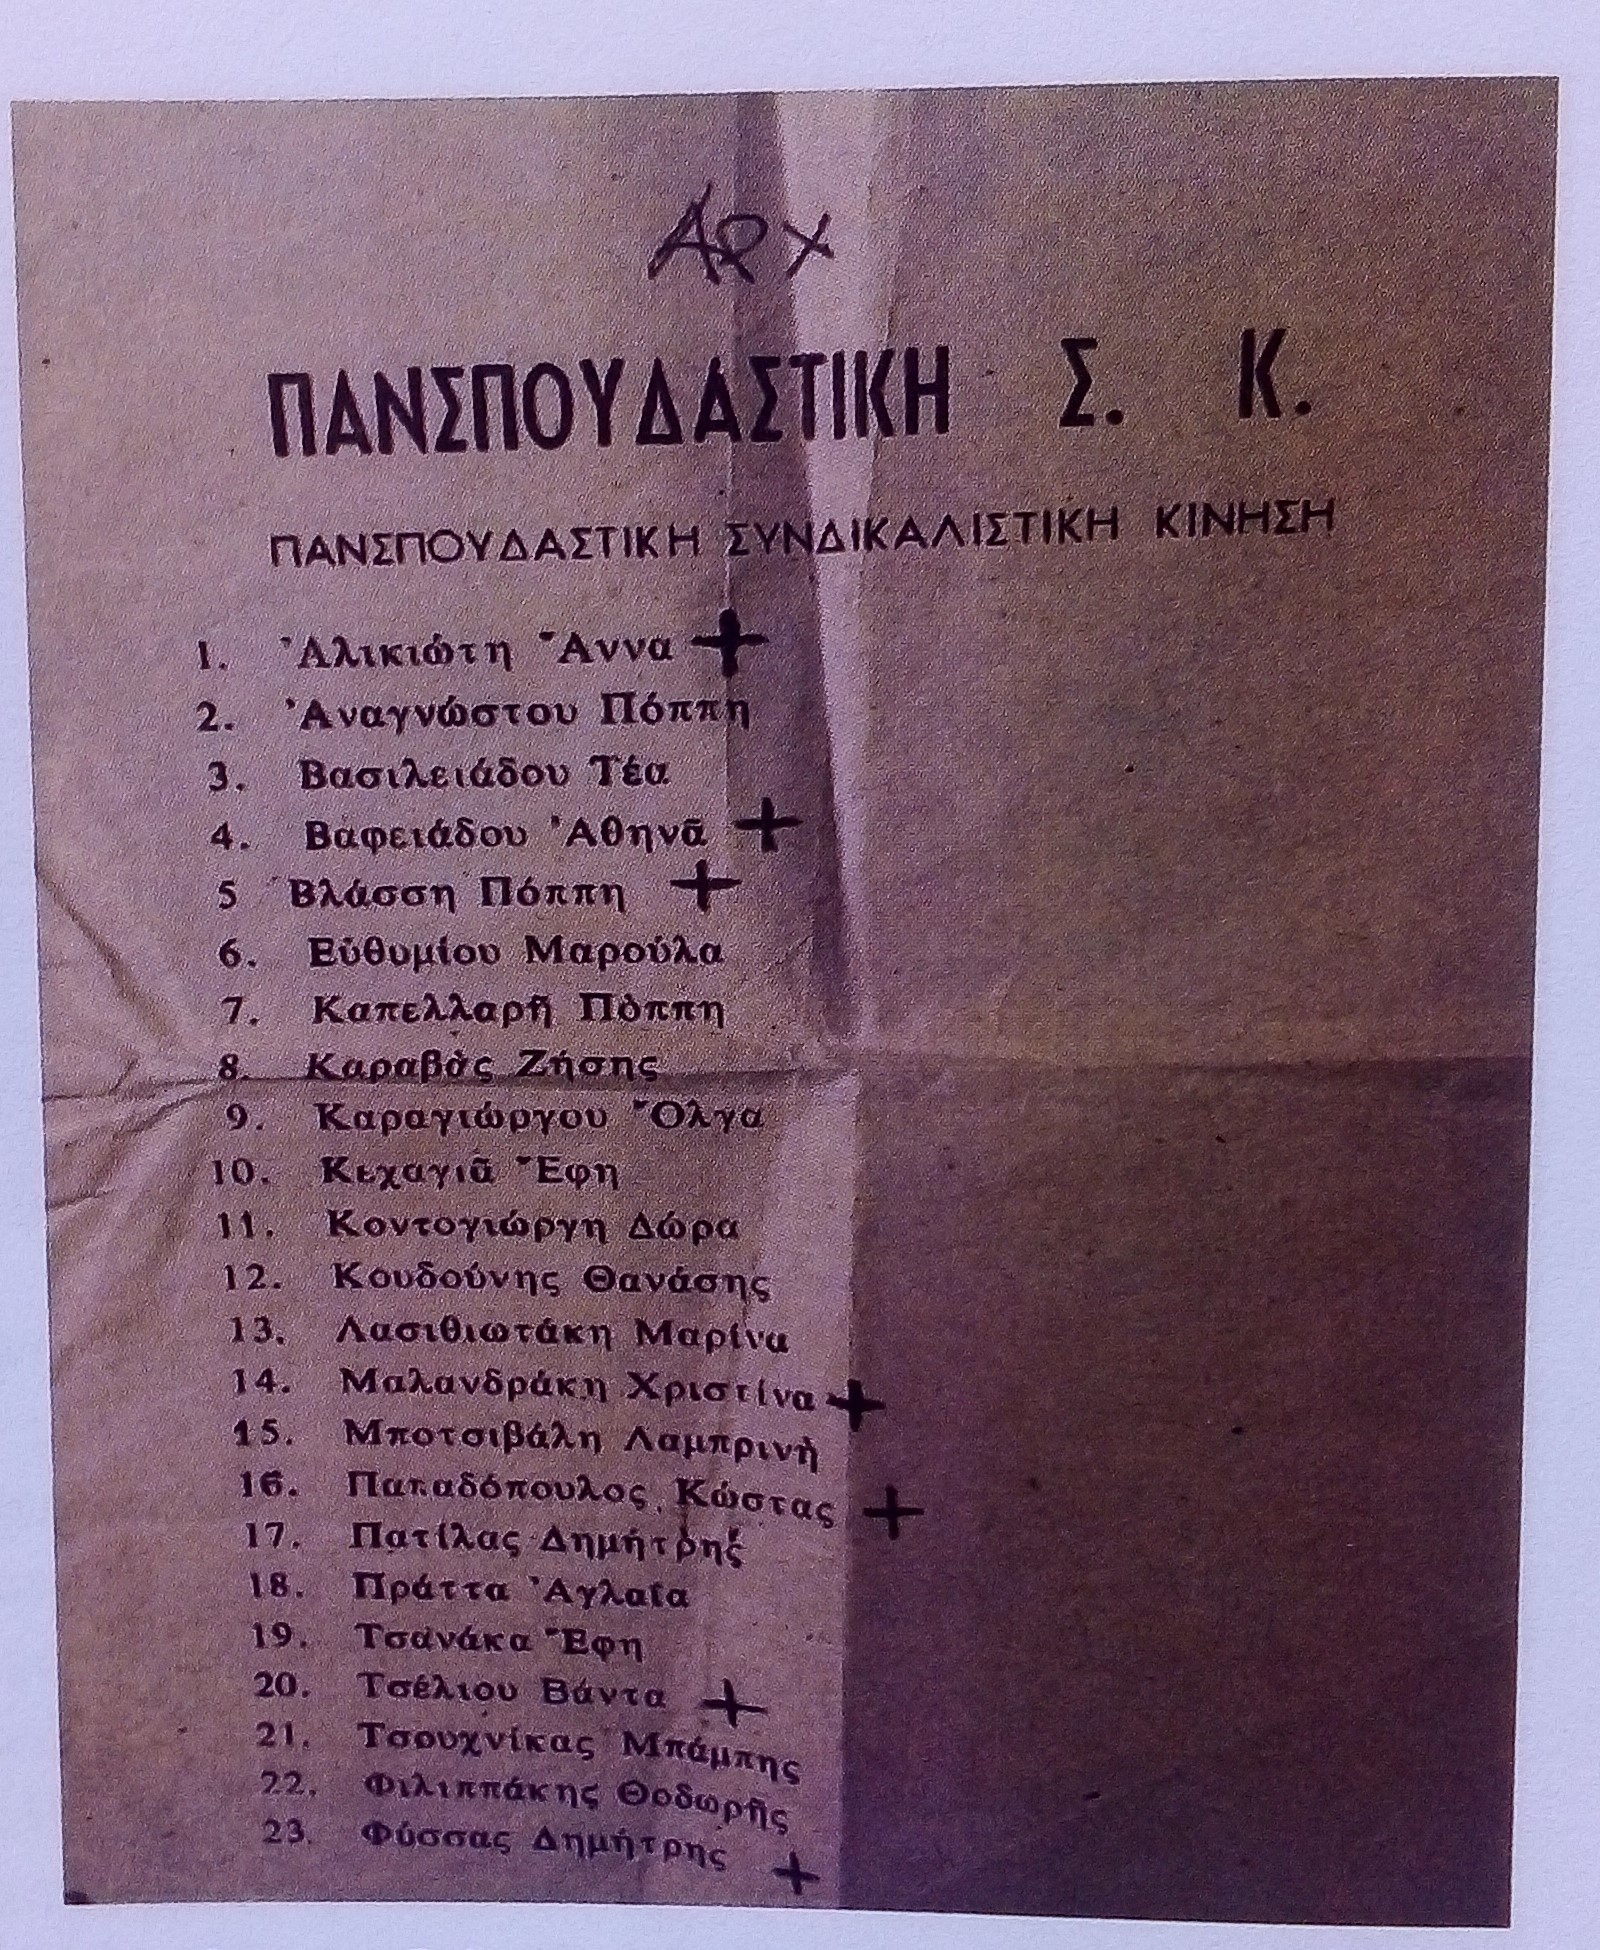 ΑΡΧ
ΠΑΝΣΠΟΥΔΑΣΤΙΚΗ Σ. Κ.
ΠΑΝΣΠΟΥΔΑΣΤΙΚΗ ΣΥΝΔΙΚΑΛΙΣΤΙΚΗ ΚΙΝΗΣΗ
1. Ἀλικιώτη Ἄννα +
2. Ἀναγνώστου Πόππη
3. Βασιλειάδου Τέα
4. Βαφειάδου Ἀθηνᾶ +
5 Βλάσση Πόππη +
6. Εὐθυμίου Μαρούλα
7. Καπελλαρῆ Πόππη
8. Καραβᾶς Ζήσης
9. Καραγιώργου Ὄλγα
10. Κεχαγιᾶ Ἔφη
11. Κοντογιώργη Δώρα
12. Κουδούνης Θανάσης
13. Λασιθιωτάκη Μαρίνα
14. Μαλανδράκη Χριστίνα +
15. Μποτσιβάλη Λαμπρινὴ
16. Παπαδόπουλος Κώστας +
17. Πατίλας Δημήτρης
18. Πράττα Ἀγλαΐα
19. Τσανάκα Ἔφη
20. Τσέλιου Βάντα +
21. Τσουχνίκας Μπάμπης
22. Φιλιππάκης Θοδωρῆς
23. Φύσσας Δημήτρης +